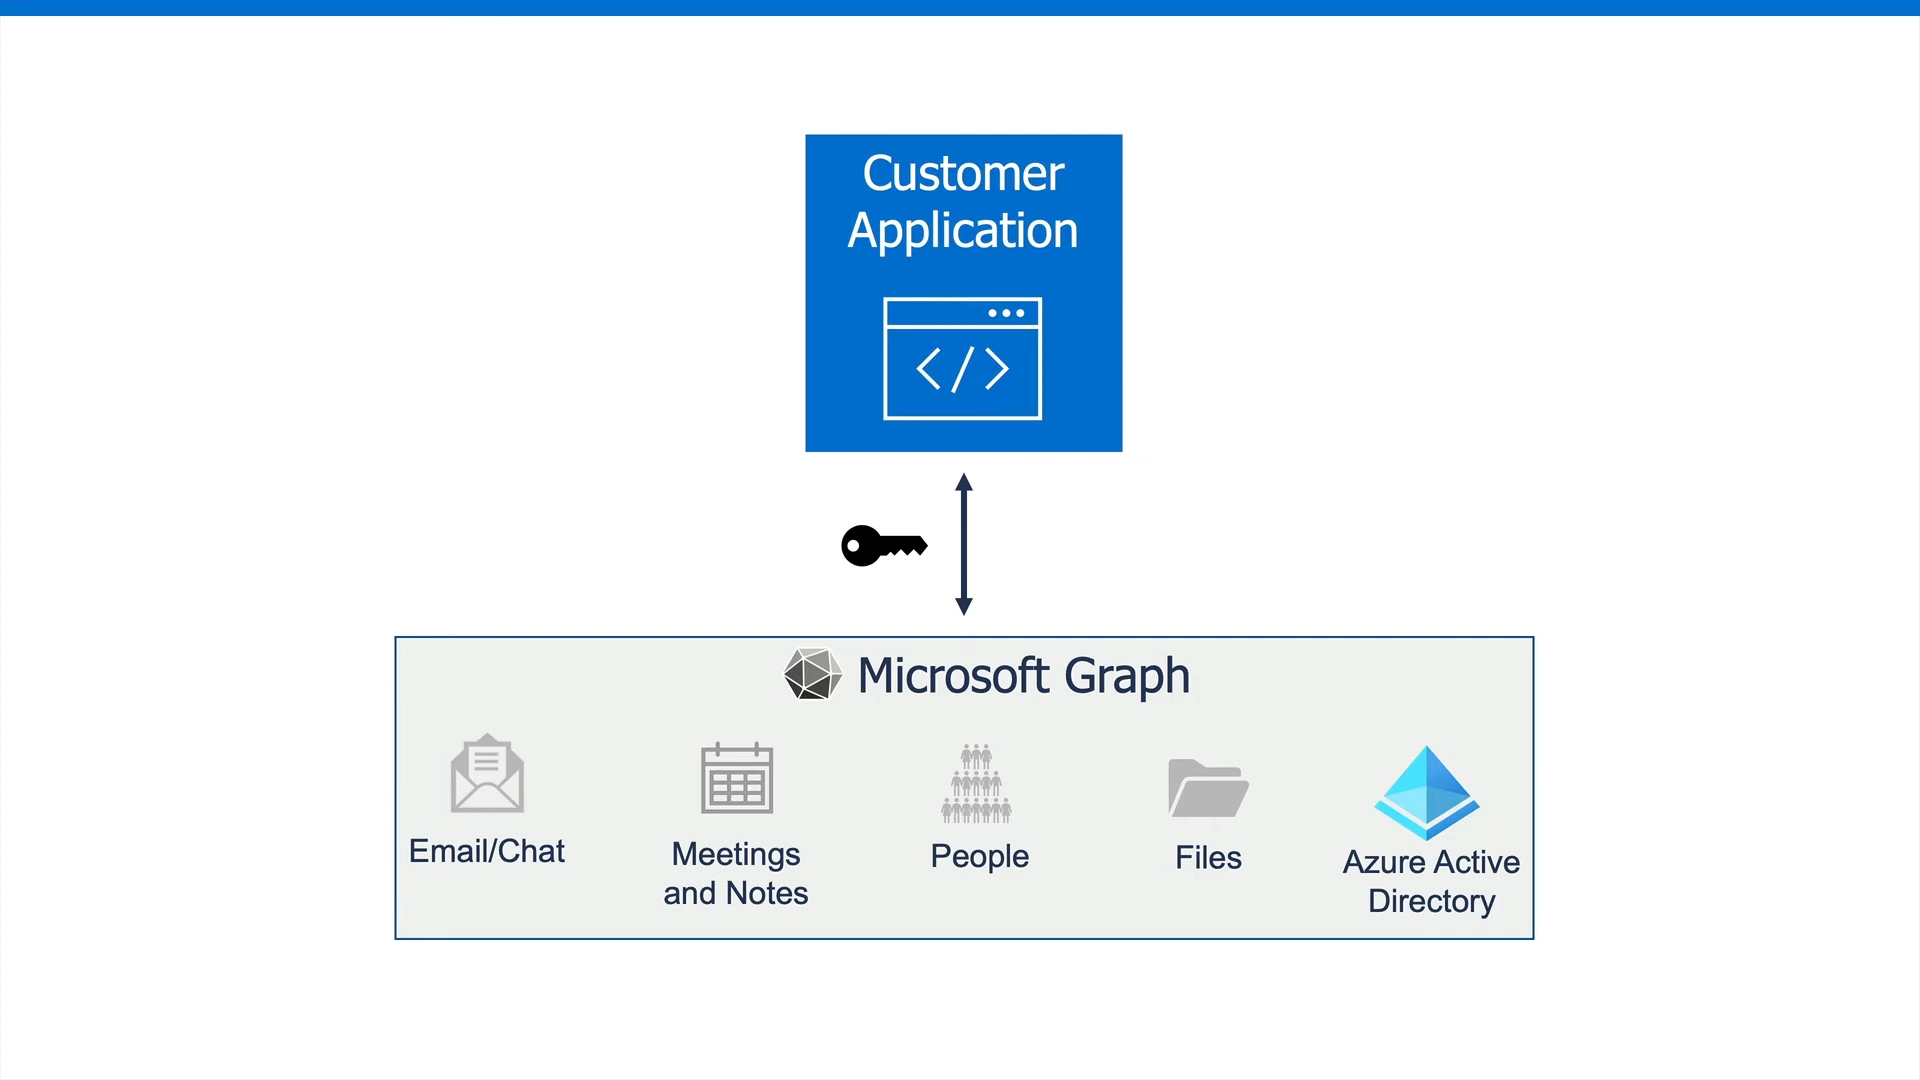 Customer
Application
</>
Microsoft Graph
Email/Chat
Meetings
and Notes
People
Files
Azure Active
Directory